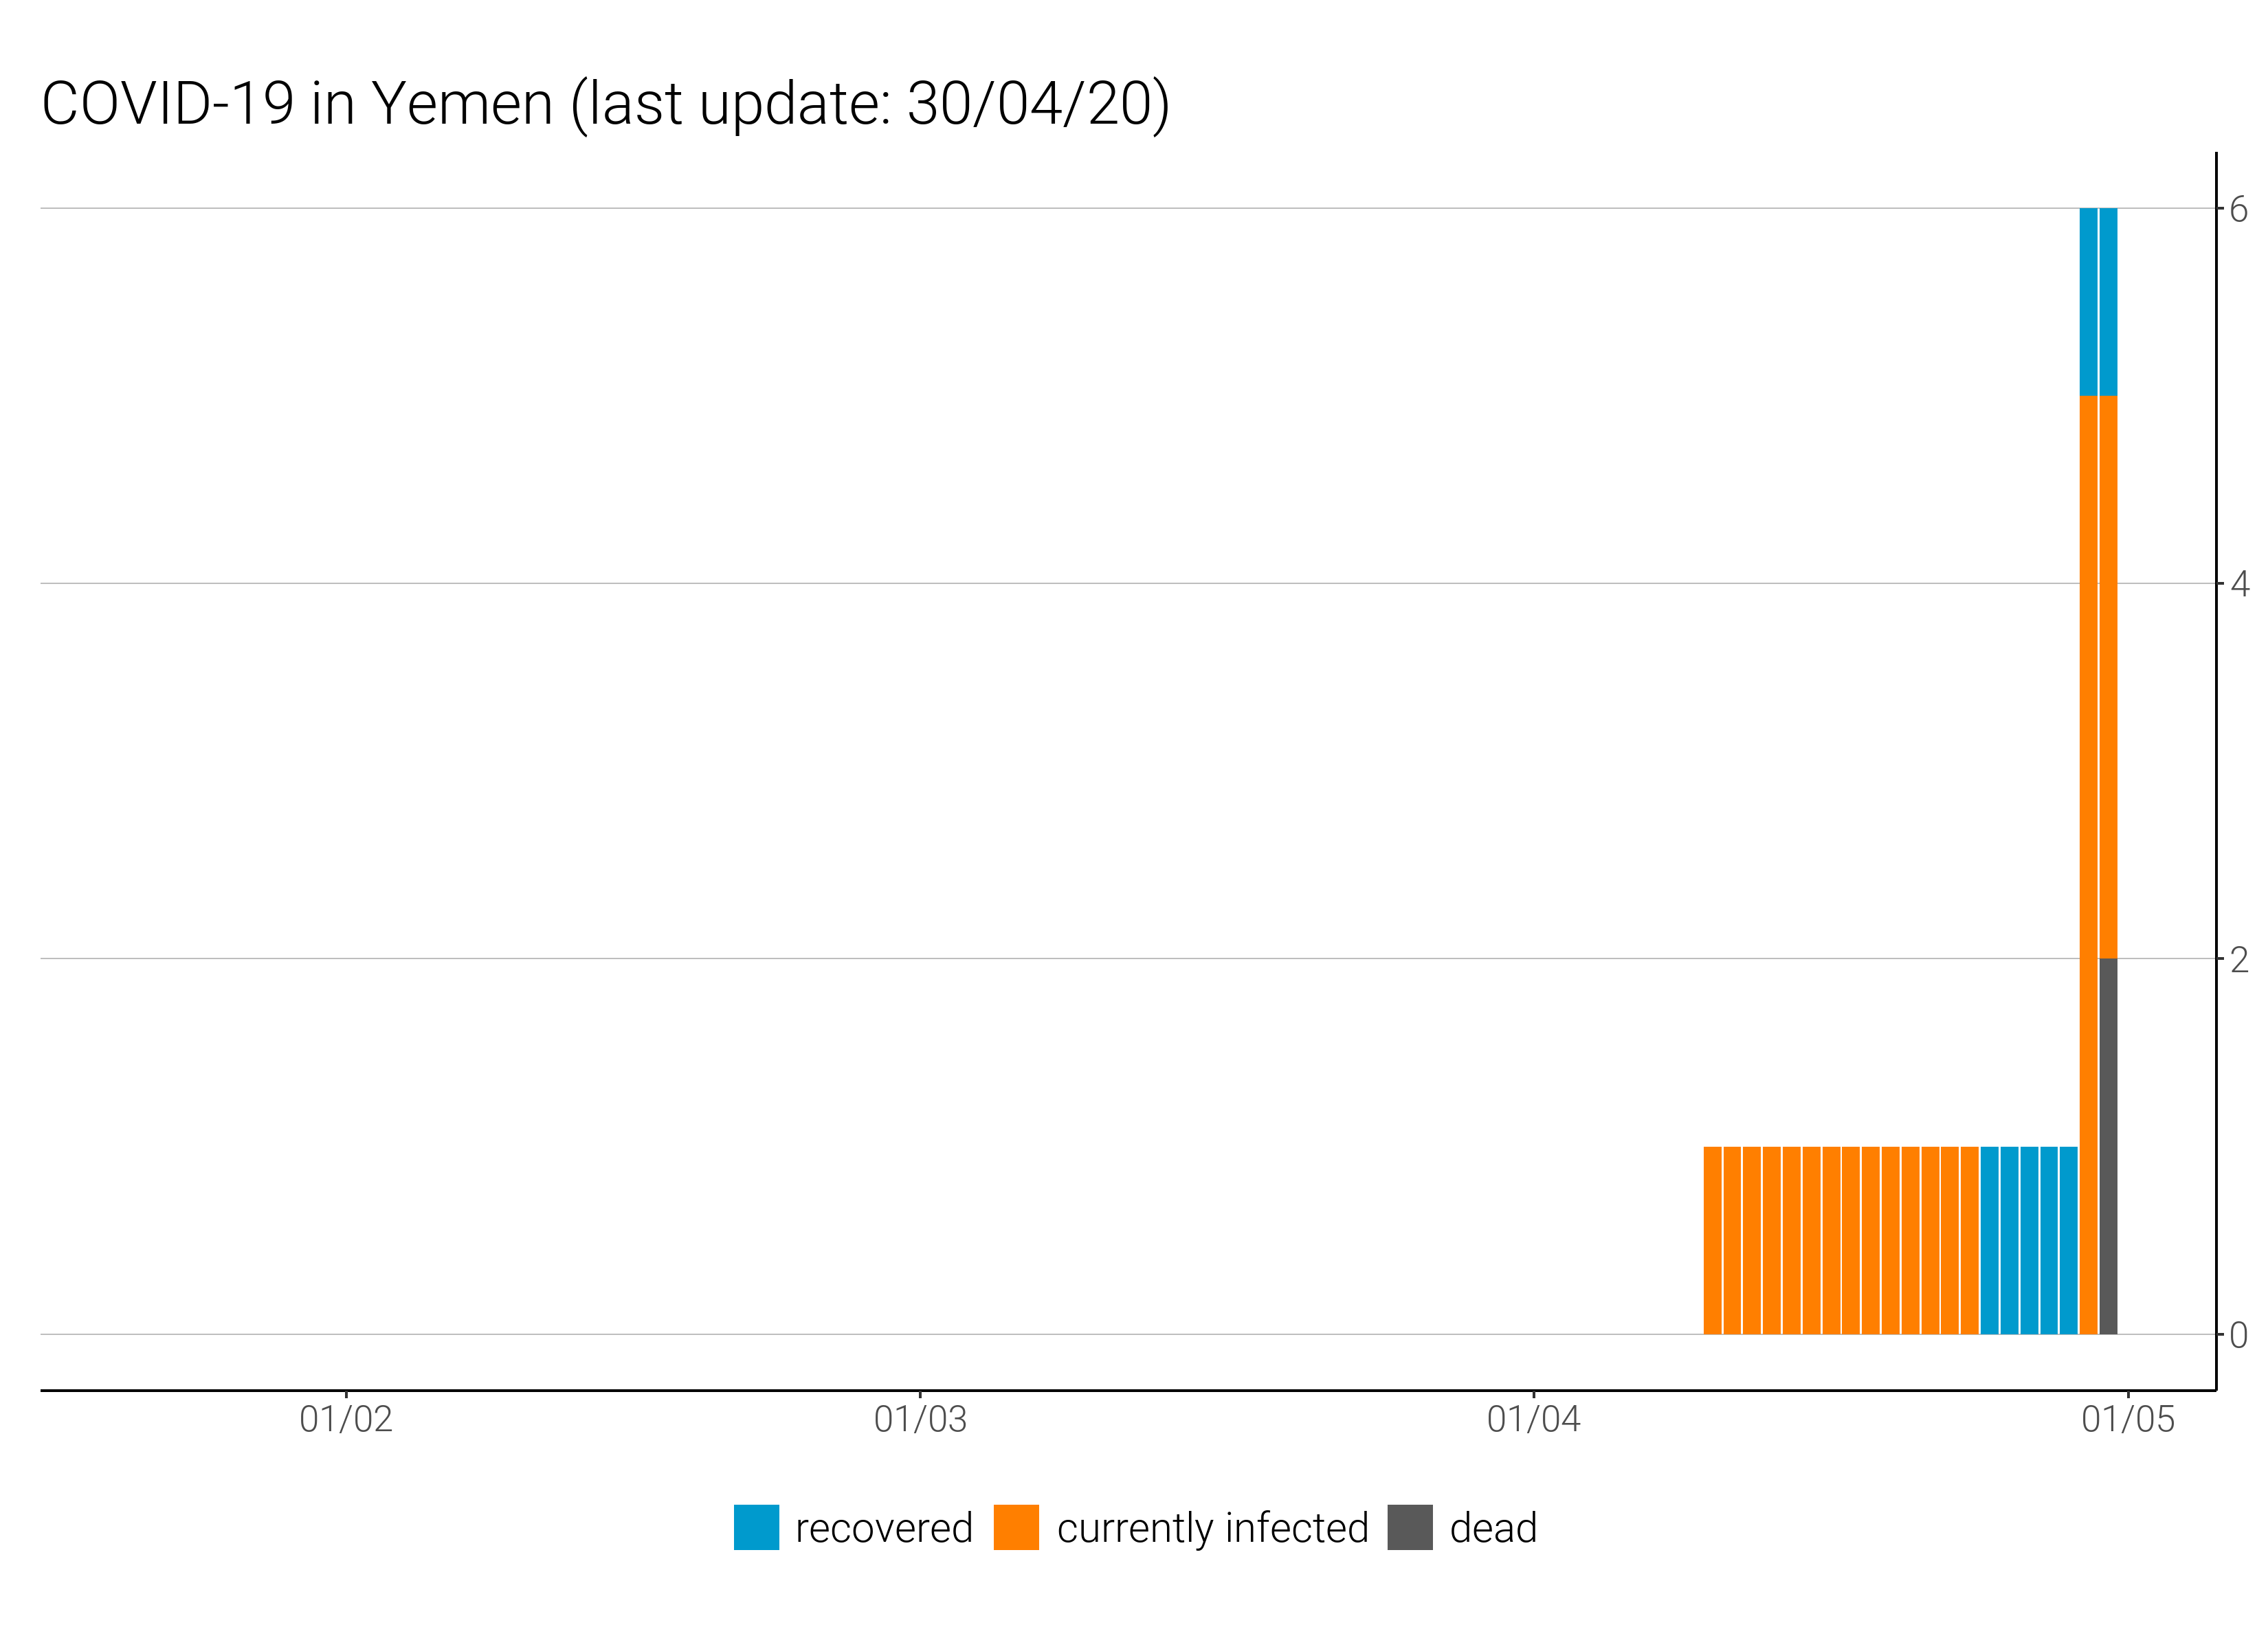 COVID-19 in Yemen (last update: 30/04/20)
6
4
2
0
01/02 01/03 01/04 01/05
recovered currently infected dead